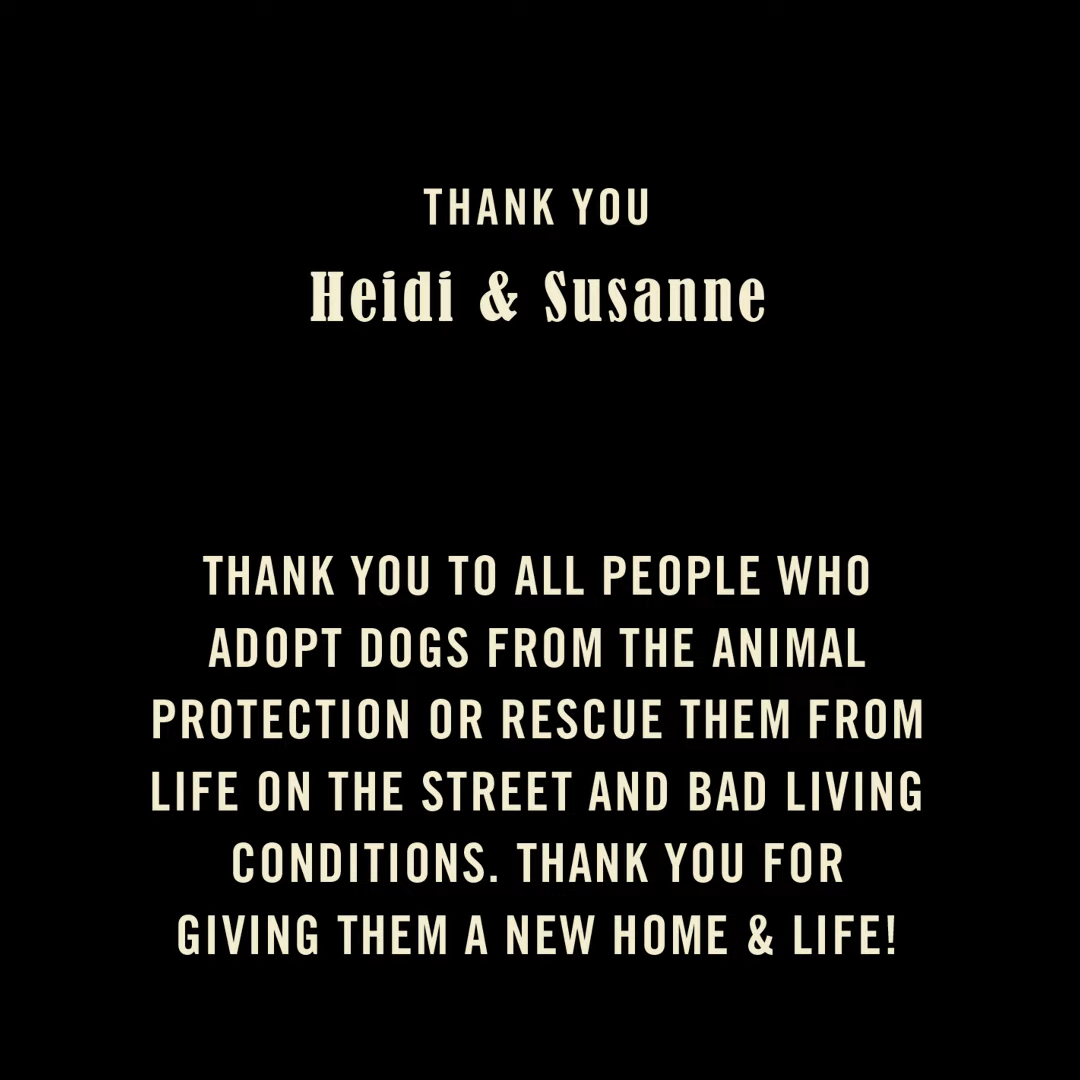 THANK YOU
Heidi & Susanne
THANK YOU TO ALL PEOPLE WHO
ADOPT DOGS FROM THE ANIMAL
PROTECTION OR RESCUE THEM FROM
LIFE ON THE STREET AND BAD LIVING
CONDITIONS. THANK YOU FOR
GIVING THEM A NEW HOME & LIFE!